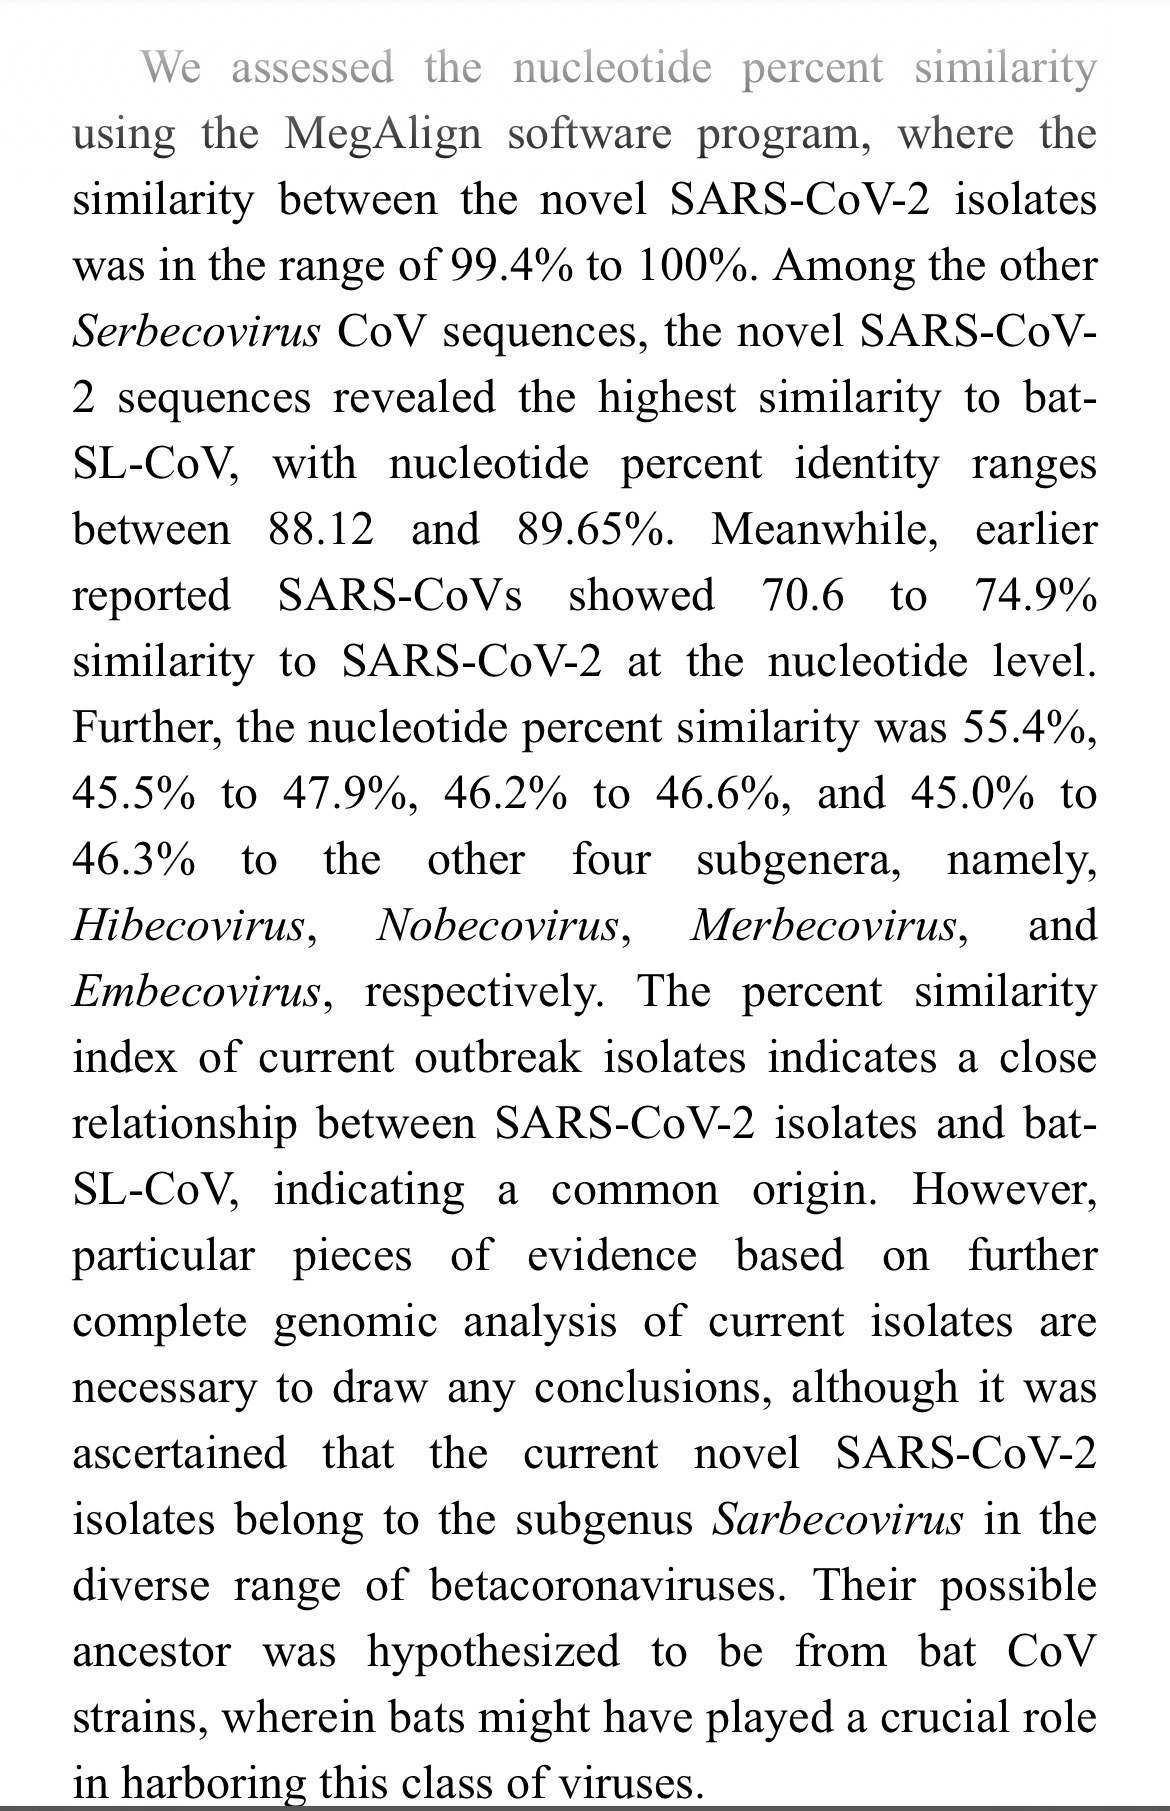 We assessed the nucleotide percent similarity
using the MegAlign software program, where the
similarity between the novel SARS-CoV-2 isolates
was in the range of 99.4% to 100%. Among the other
Serbecovirus CoV sequences, the novel SARS-CoV-
2 sequences revealed the highest similarity to bat-
SL-CoV, with nucleotide percent identity ranges
between 88.12 and 89.65%. Meanwhile, earlier
reported SARS-CoVs showed 70.6 to 74.9%
similarity to SARS-CoV-2 at the nucleotide level.
Further, the nucleotide percent similarity was 55.4%,
45.5% to 47.9%, 46.2% to 46.6%, and 45.0% to
46.3% to the other four subgenera, namely,
Hibecovirus, Nobecovirus, Merbecovirus, and
Embecovirus, respectively. The percent similarity
index of current outbreak isolates indicates a close
relationship between SARS-CoV-2 isolates and bat-
SL-CoV, indicating a common origin. However,
particular pieces of evidence based on further
complete genomic analysis of current isolates are
necessary to draw any conclusions, although it was
ascertained that the current novel SARS-CoV-2
isolates belong to the subgenus Sarbecovirus in the
diverse range of betacoronaviruses. Their possible
ancestor was hypothesized to be from bat CoV
strains, wherein bats might have played a crucial role
in harboring this class of viruses.